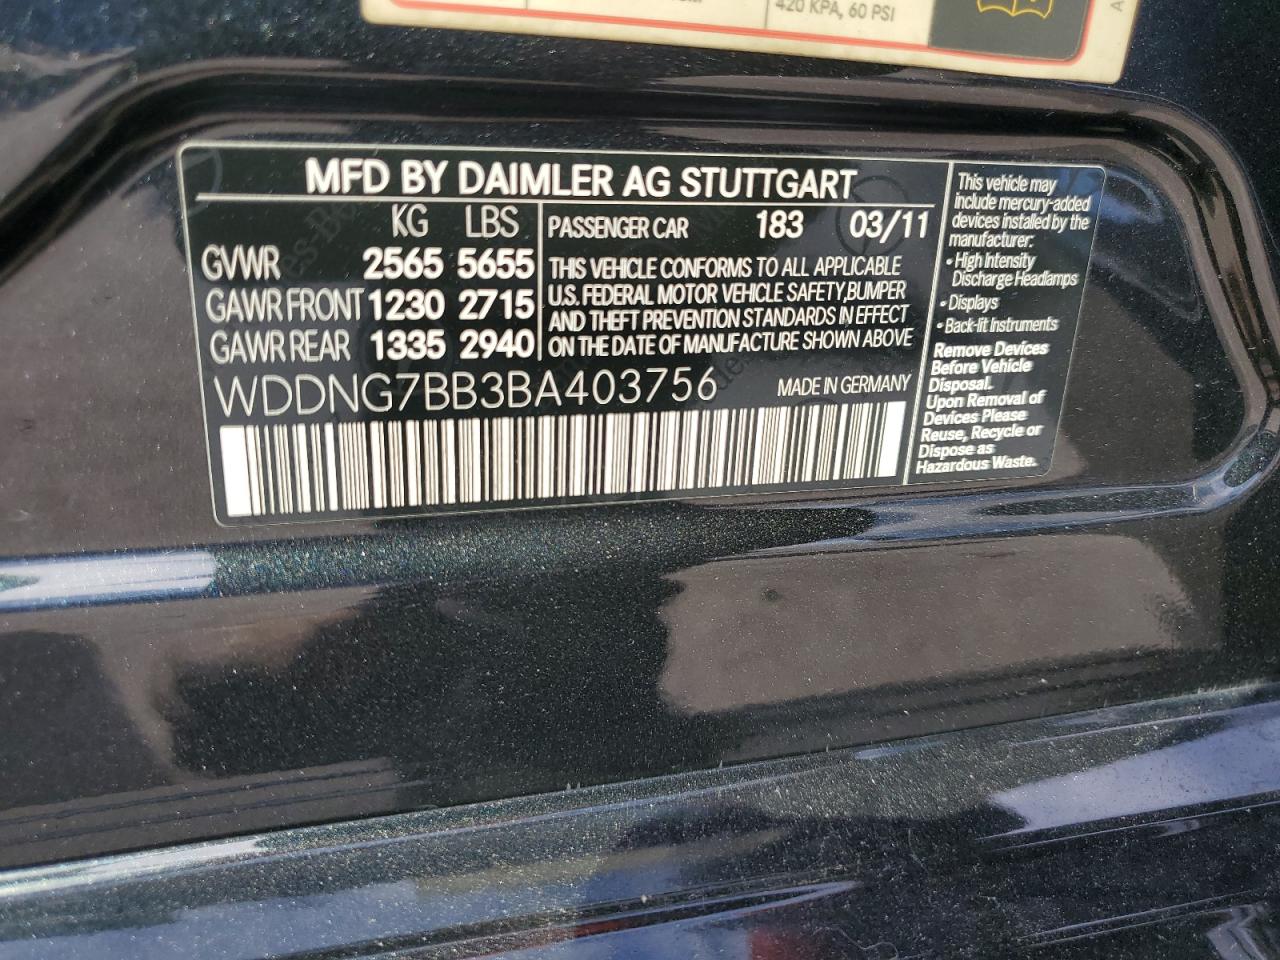 420 KPA, 60 PSI
A
MFD BY DAIMLER AG STUTTGART
KG LBS
GVWR 2565 5655
GAWR FRONT 1230 2715
GAWR REAR 1335 2940
PASSENGER CAR 183 03/11
THIS VEHICLE CONFORMS TO ALL APPLICABLE
U.S. FEDERAL MOTOR VEHICLE SAFETY,BUMPER
AND THEFT PREVENTION STANDARDS IN EFFECT
ON THE DATE OF MANUFACTURE SHOWN ABOVE
WDDNG7BB3BA403756 MADE IN GERMANY
This vehicle may
include mercury-added
devices installed by the
manufacturer:
• High Intensity
Discharge Headlamps
• Displays
• Back-lit Instruments
Remove Devices
Before Vehicle
Disposal.
Upon Removal of
Devices Please
Reuse, Recycle or
Dispose as
Hazardous Waste.